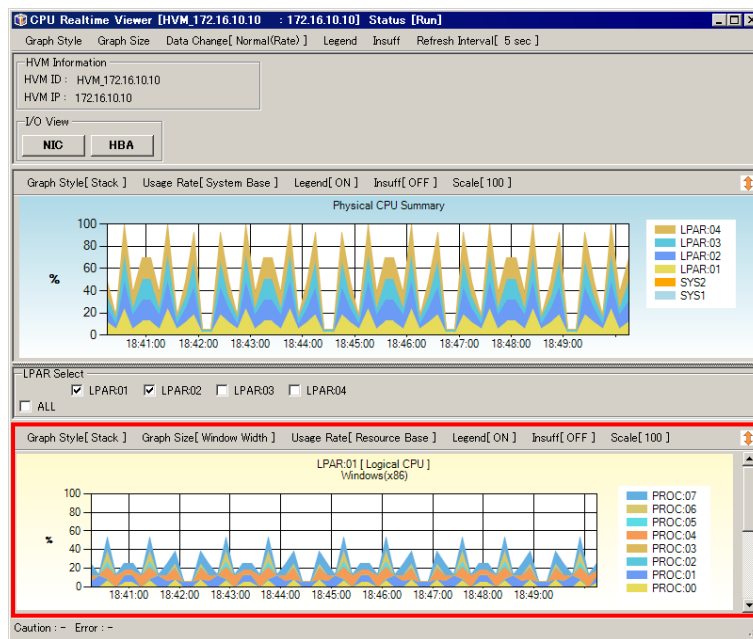 CPU Realtime Viewer [HVM_172.16.10.10 : 172.16.10.10] Status [Run]
Graph Style Graph Size Data Change[ Normal(Rate) ] Legend Insuff Refresh Interval[ 5 sec ]
HVM Information
HVM ID : HVM_172.16.10.10
HVM IP : 172.16.10.10
I/O View
NIC HBA
Graph Style[ Stack ] Usage Rate[ System Base ] Legend[ ON ] Insuff[ OFF ] Scale[ 100 ]
Physical CPU Summary
100
80
60
40
20
0
%
18:41:00 18:42:00 18:43:00 18:44:00 18:45:00 18:46:00 18:47:00 18:48:00 18:49:00
LPAR:04
LPAR:03
LPAR:02
LPAR:01
SYS2
SYS1
LPAR Select
LPAR:01 LPAR:02 LPAR:03 LPAR:04
ALL
Graph Style[ Stack ] Graph Size[ Window Width ] Usage Rate[ Resource Base ] Legend[ ON ] Insuff[ OFF ] Scale[ 100 ]
LPAR:01 [ Logical CPU ]
Windows(x86)
100
80
60
40
20
0
%
18:41:00 18:42:00 18:43:00 18:44:00 18:45:00 18:46:00 18:47:00 18:48:00 18:49:00
PROC:07
PROC:06
PROC:05
PROC:04
PROC:03
PROC:02
PROC:01
PROC:00
Caution : - Error : -